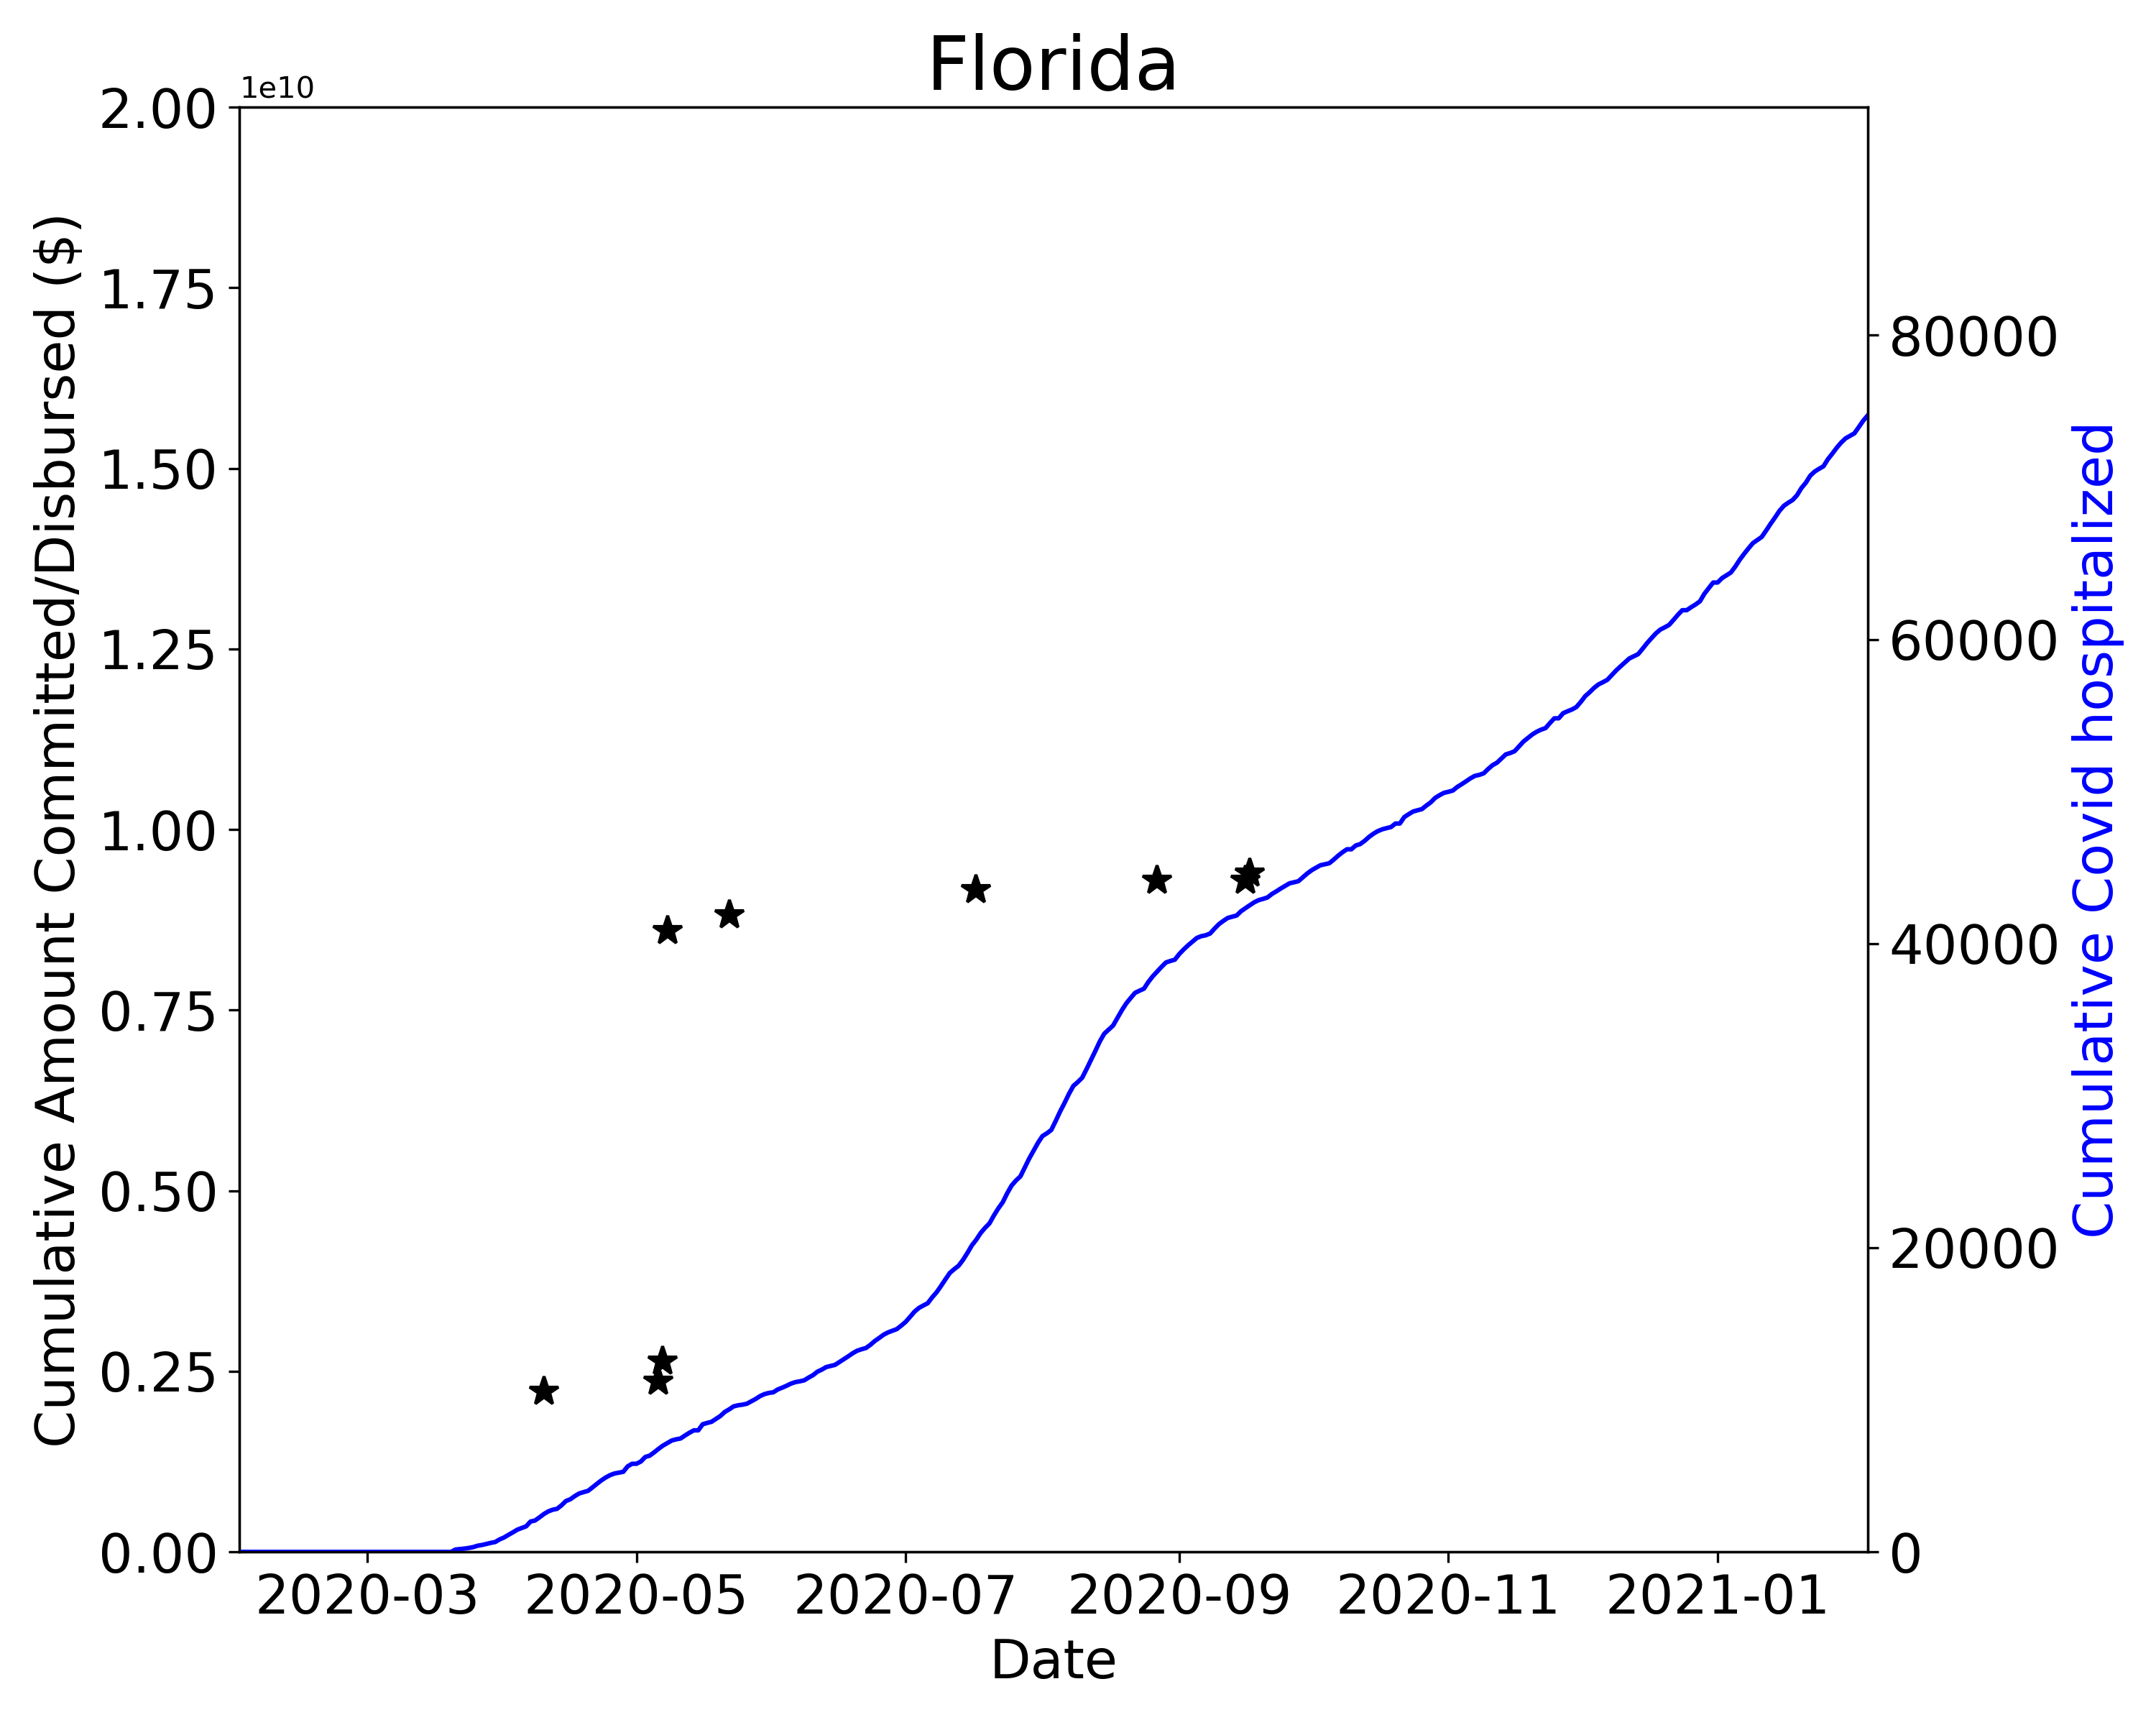 Florida
1e10
2.00
1.75
1.50
1.25
1.00
0.75
0.50
0.25
0.00
Cumulative Amount Committed/Disbursed ($)
80000
60000
40000
20000
0
Cumulative Covid hospitalized
2020-03 2020-05 2020-07 2020-09 2020-11 2021-01
Date